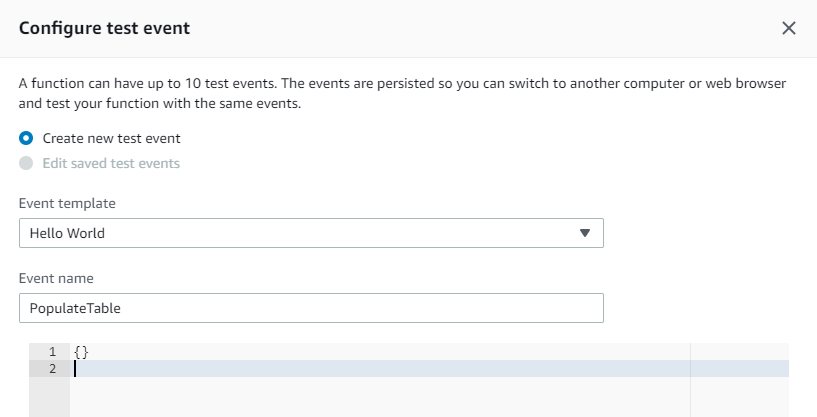 Configure test event
A function can have up to 10 test events. The events are persisted so you can switch to another computer or web browser
and test your function with the same events.
Create new test event
Edit saved test events
Event template
Hello World
Event name
PopulateTable
1 {}
2